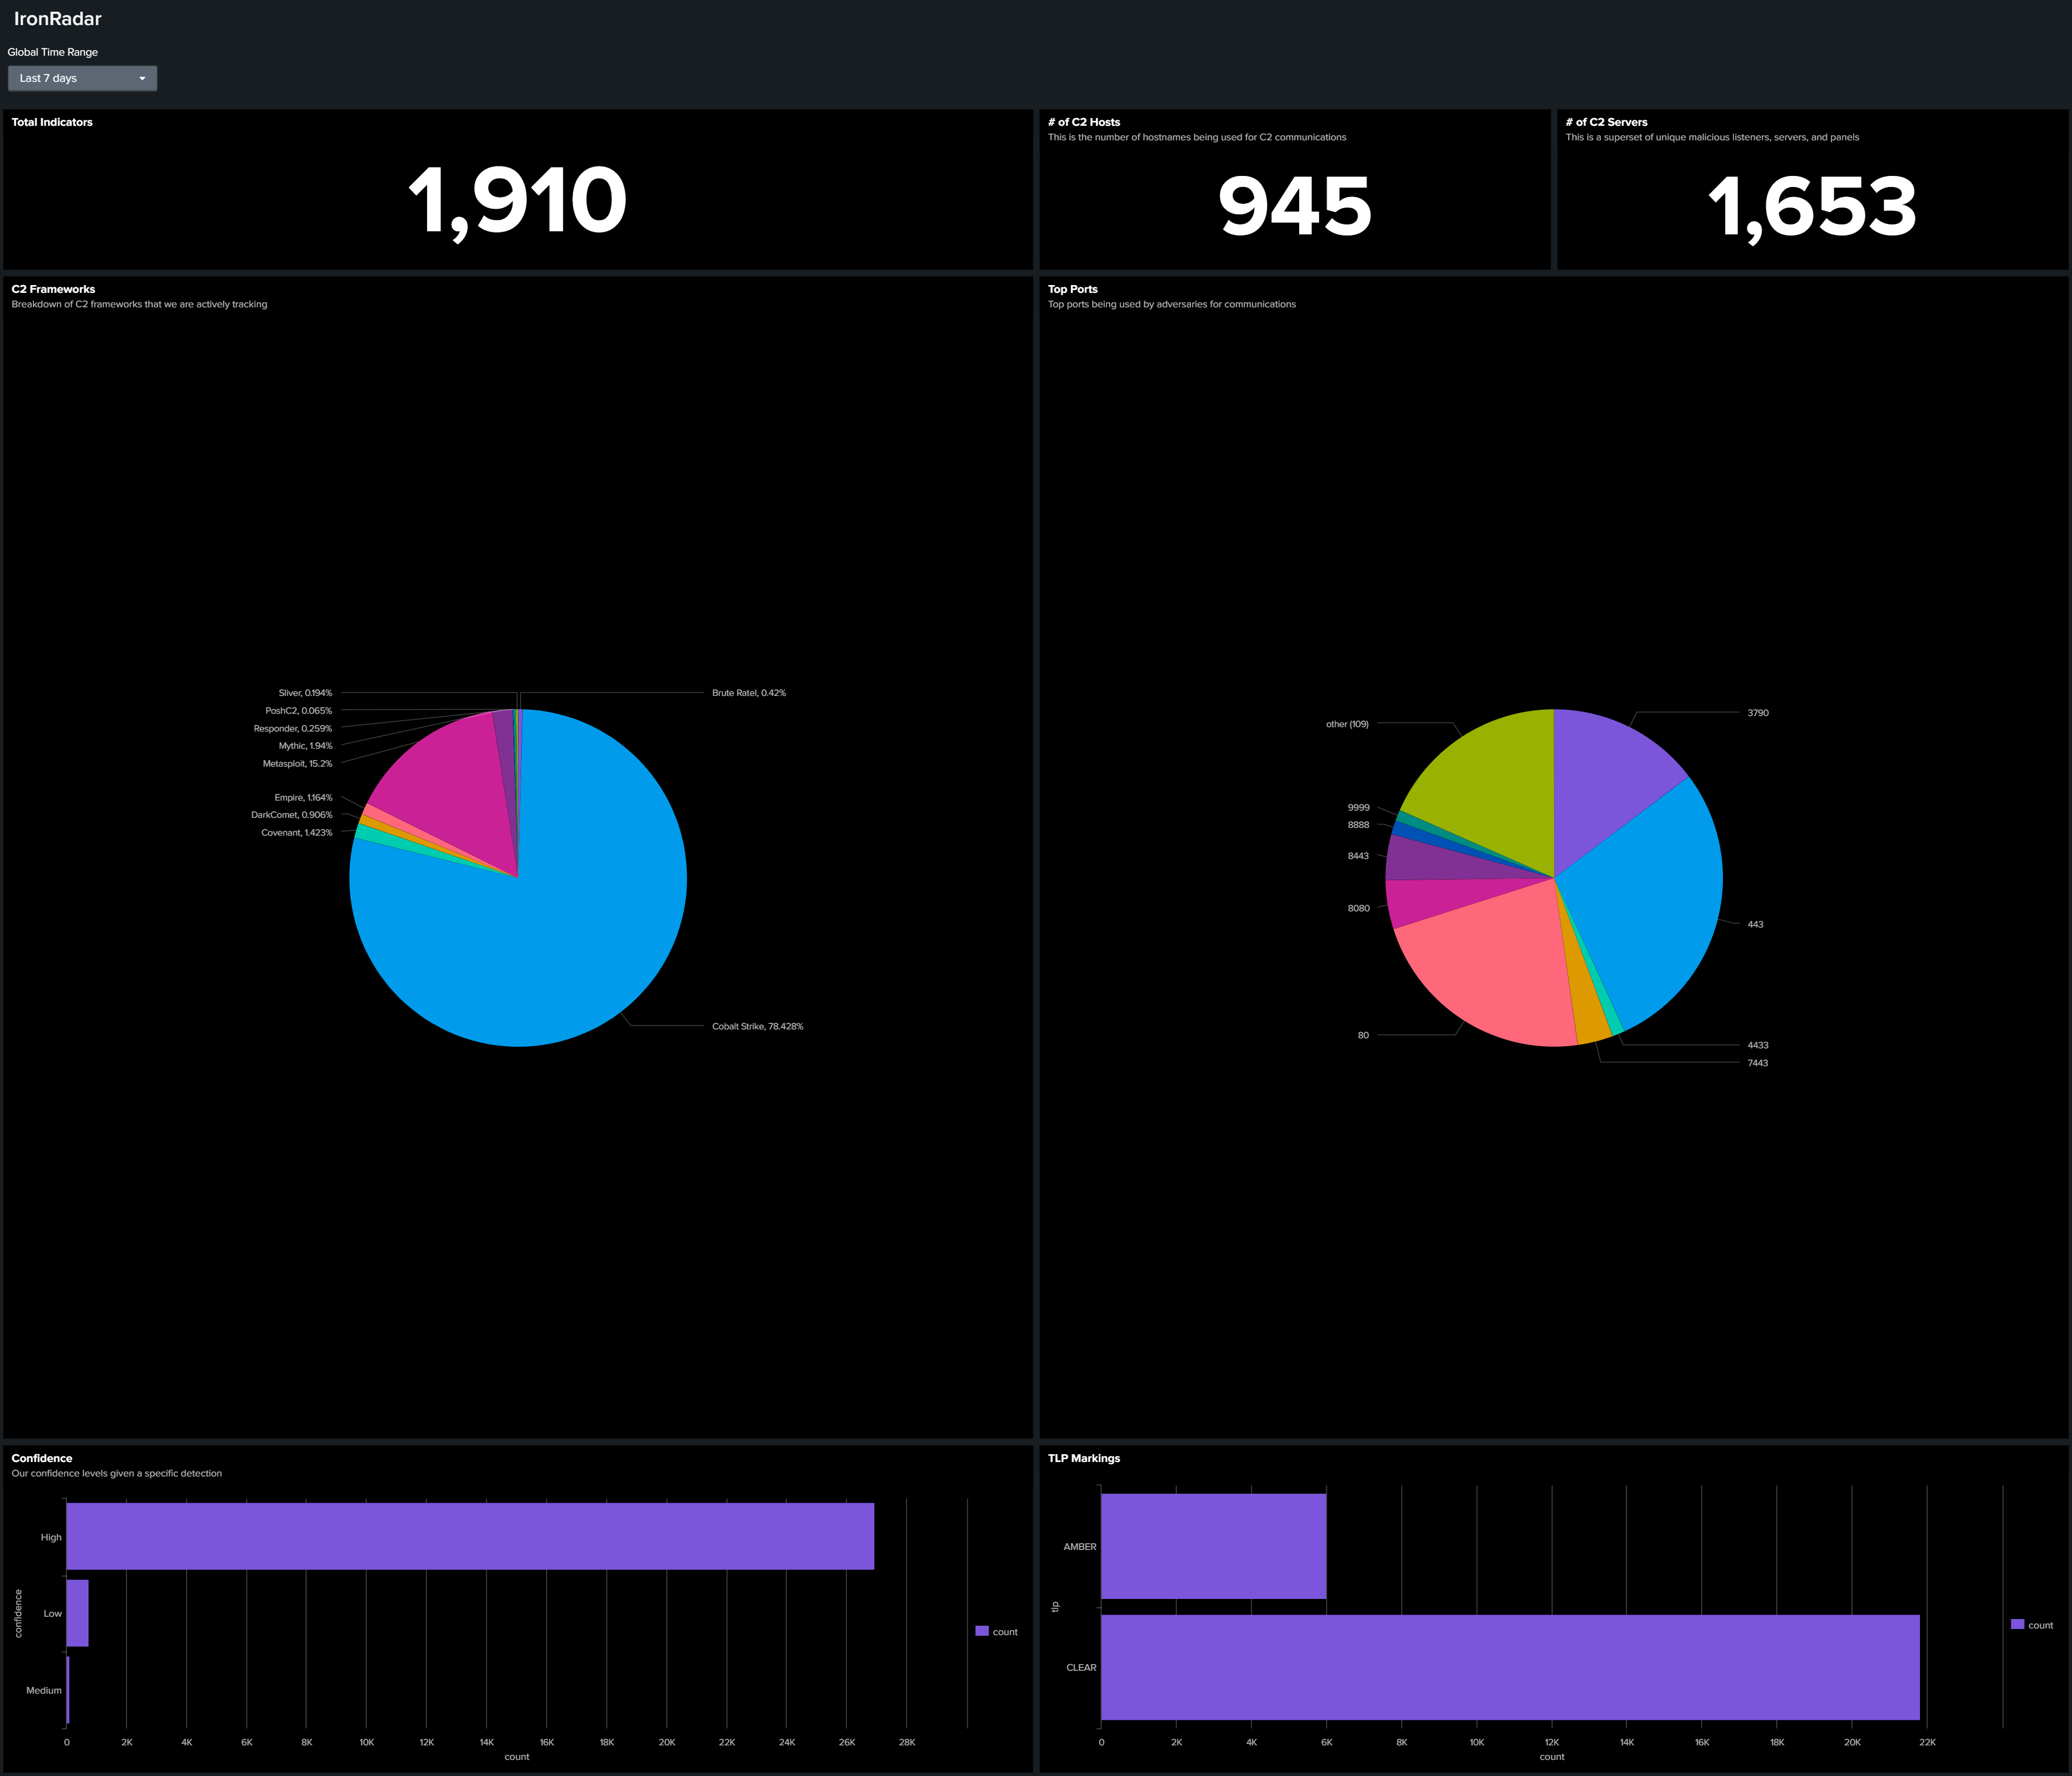 IronRadar
Global Time Range
Last 7 days
Total Indicators
1,910
# of C2 Hosts
This is the number of hostnames being used for C2 communications
945
# of C2 Servers
This is a superset of unique malicious listeners, servers, and panels
1,653
C2 Frameworks
Breakdown of C2 frameworks that we are actively tracking
Sliver, 0.194%
PoshC2, 0.065%
Responder, 0.259%
Mythic, 1.94%
Metasploit, 15.2%
Empire, 1.164%
DarkComet, 0.906%
Covenant, 1.423%
Brute Ratel, 0.42%
Cobalt Strike, 78.428%
Top Ports
Top ports being used by adversaries for communications
other (109)
9999
8888
8443
8080
80
3790
443
4433
7443
Confidence
Our confidence levels given a specific detection
confidence
High
Low
Medium
0 2K 4K 6K 8K 10K 12K 14K 16K 18K 20K 22K 24K 26K 28K
count
count
TLP Markings
tlp
AMBER
CLEAR
0 2K 4K 6K 8K 10K 12K 14K 16K 18K 20K 22K
count
count